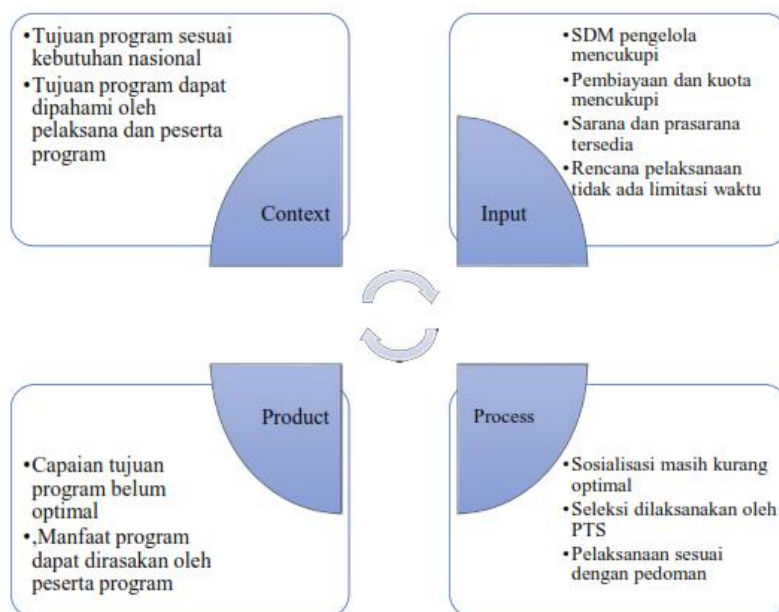 •Tujuan program sesuai
kebutuhan nasional
•Tujuan program dapat
dipahami oleh
pelaksana dan peserta
program
Context
•SDM pengelola
mencukupi
•Pembiayaan dan kuota
mencukupi
•Sarana dan prasarana
tersedia
•Rencana pelaksanaan
tidak ada limitasi waktu
Input
Product
•Capaian tujuan
program belum
optimal
•,Manfaat program
dapat dirasakan oleh
peserta program
Process
•Sosialisasi masih kurang
optimal
•Seleksi dilaksanakan oleh
PTS
•Pelaksanaan sesuai
dengan pedoman